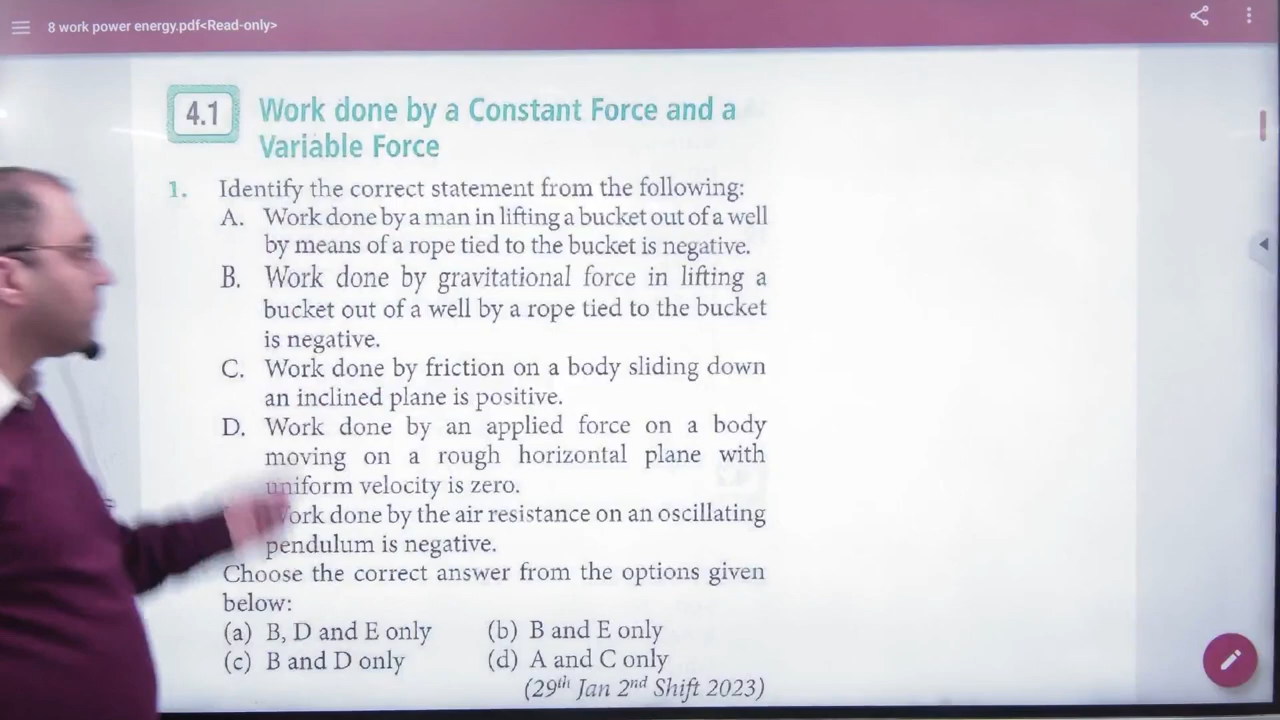 8 work power energy.pdf<Read-only>
4.1 Work done by a Constant Force and a
Variable Force
1. Identify the correct statement from the following:
A. Work done by a man in lifting a bucket out of a well
by means of a rope tied to the bucket is negative.
B. Work done by gravitational force in lifting a
bucket out of a well by a rope tied to the bucket
is negative.
C. Work done by friction on a body sliding down
an inclined plane is positive.
D. Work done by an applied force on a body
moving on a rough horizontal plane with
uniform velocity is zero.
Work done by the air resistance on an oscillating
pendulum is negative.
Choose the correct answer from the options given
below:
(a) B, D and E only (b) B and E only
(c) B and D only (d) A and C only
(29th Jan 2nd Shift 2023)